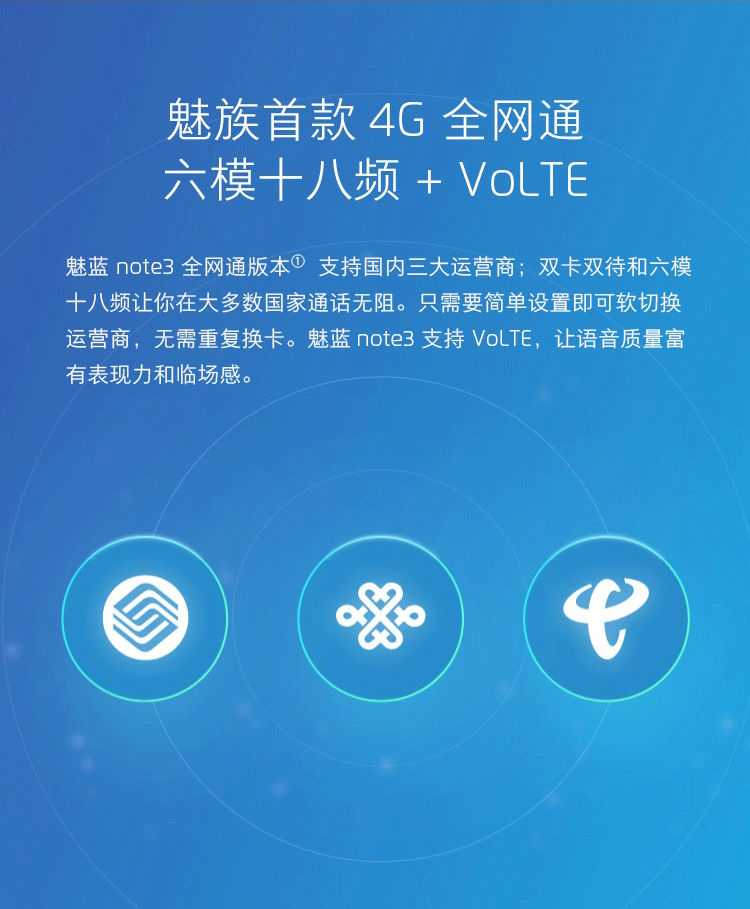 魅族首款 4G 全网通
六模十八频 + VoLTE
魅蓝 note3 全网通版本① 支持国内三大运营商；双卡双待和六模
十八频让你在大多数国家通话无阻。只需要简单设置即可软切换
运营商，无需重复换卡。魅蓝 note3 支持 VoLTE，让语音质量富
有表现力和临场感。